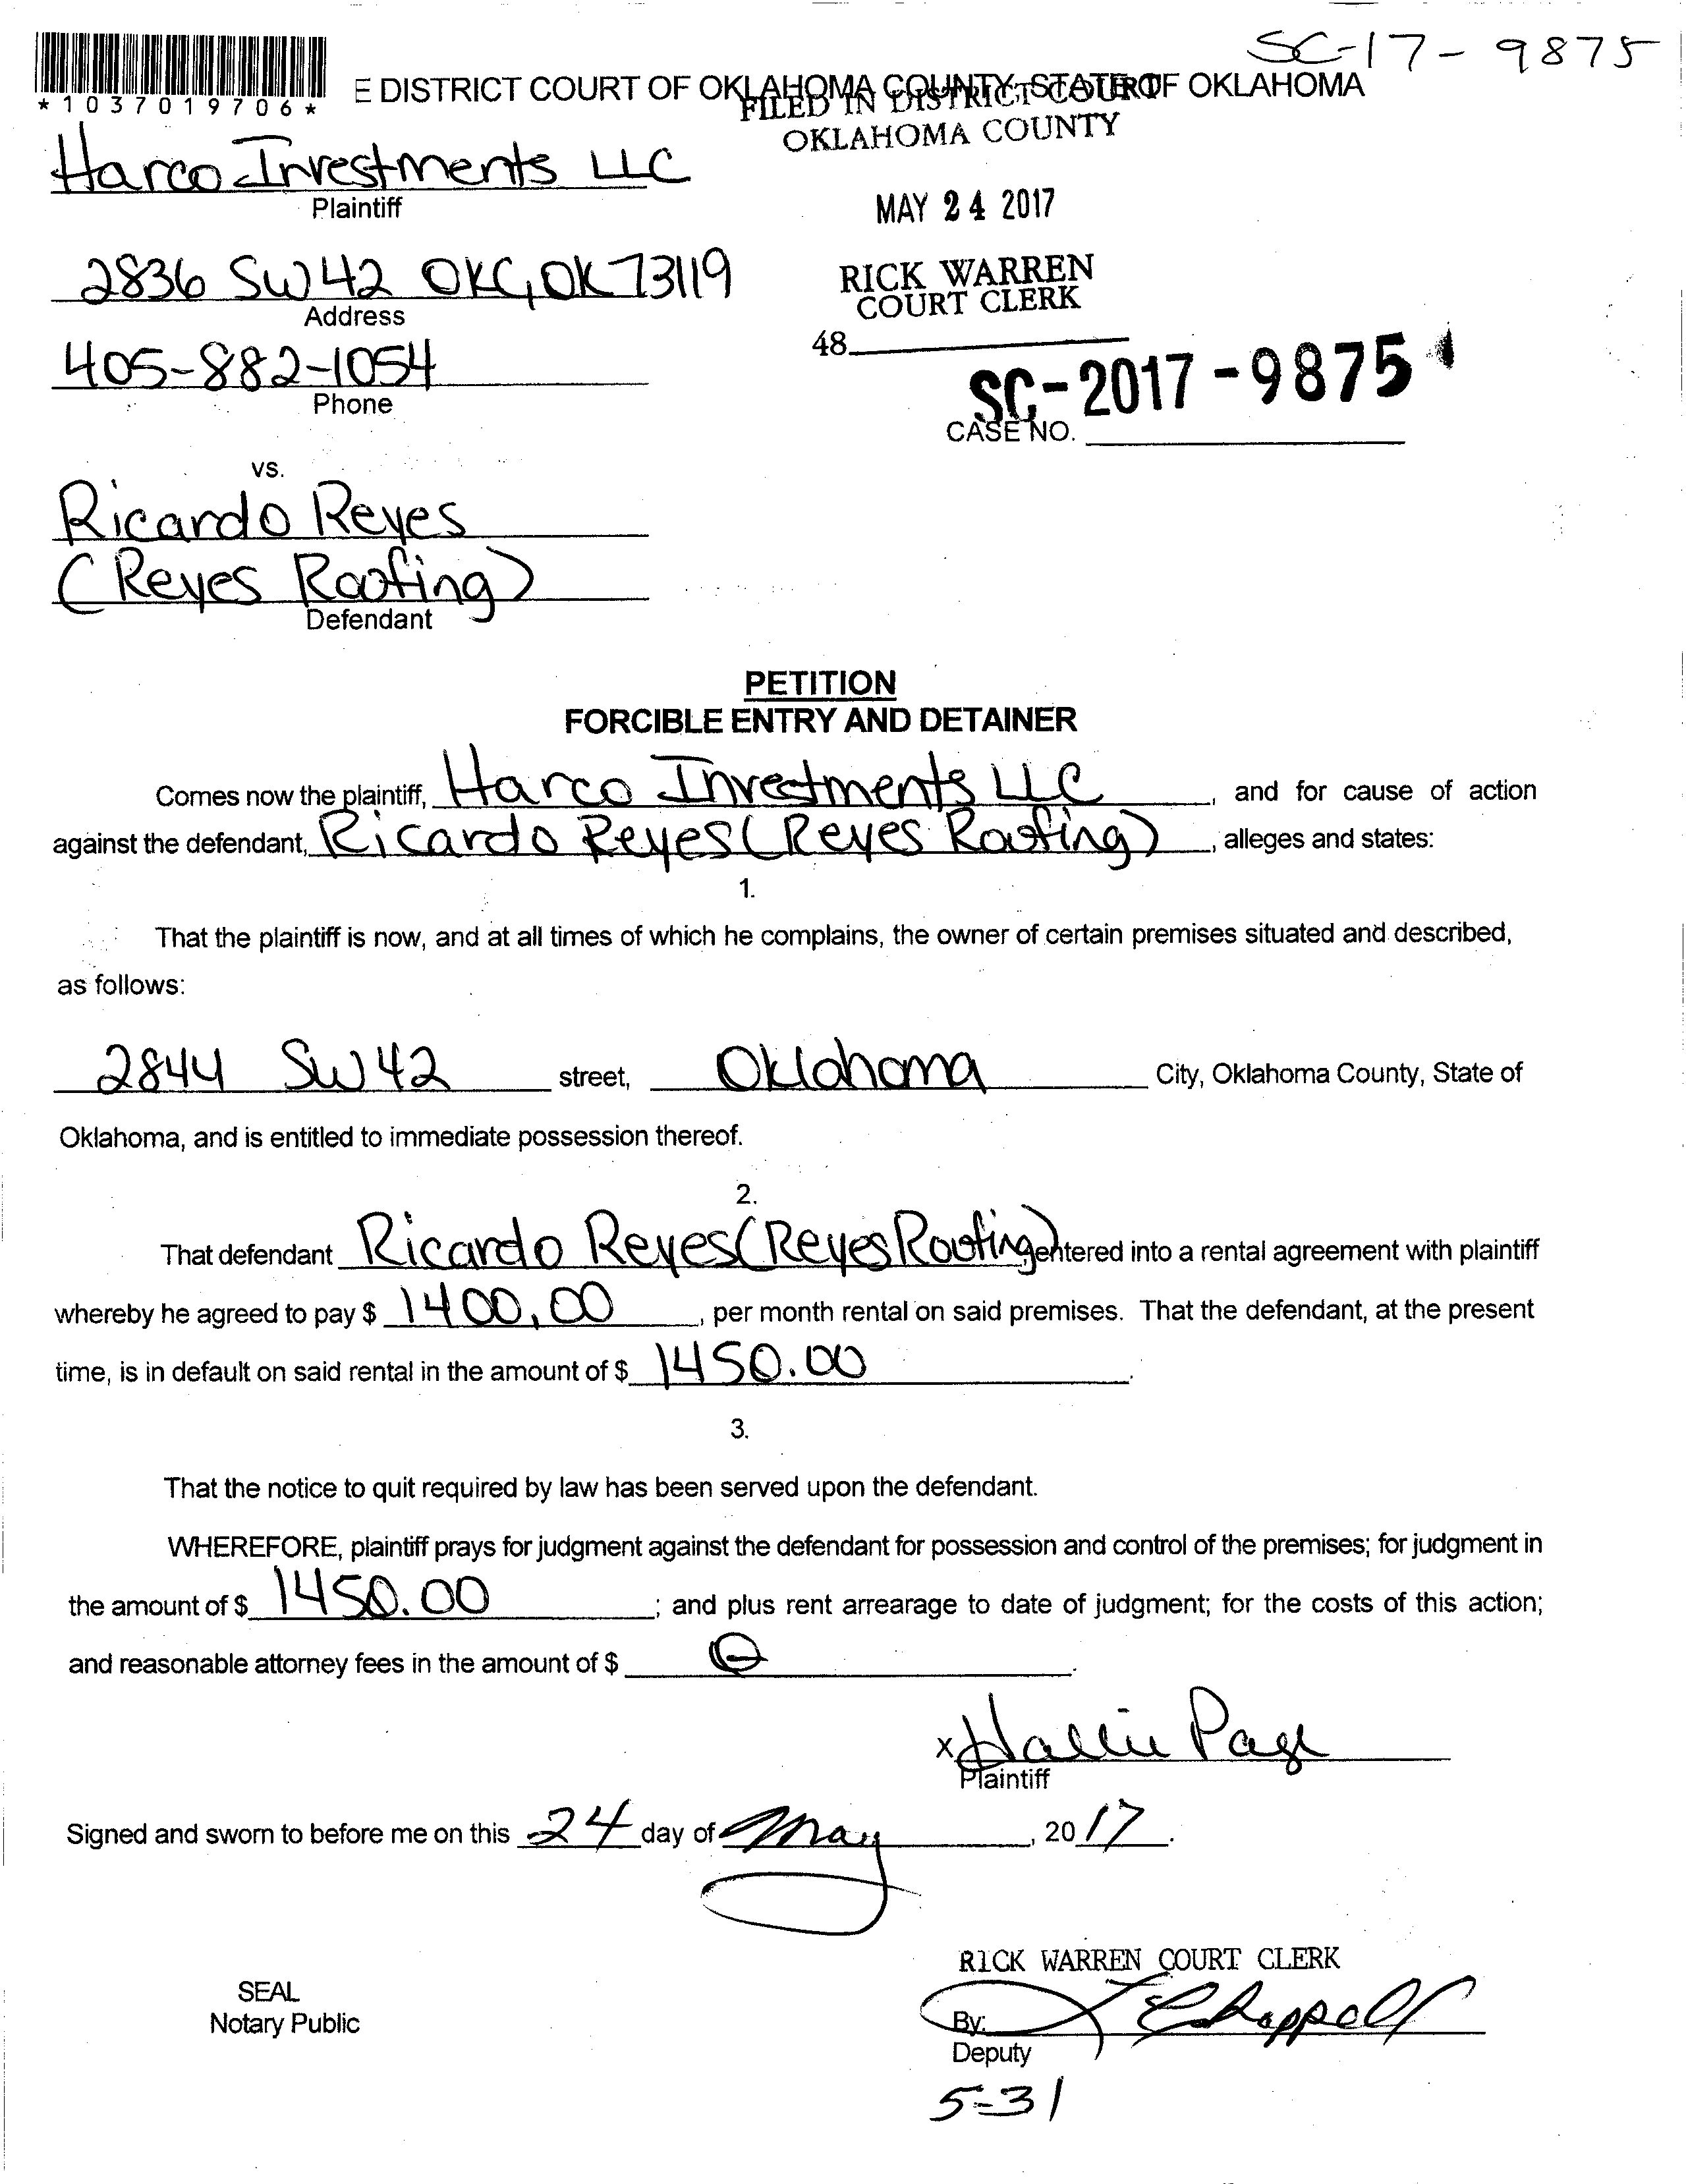 SC-17-9875
*1037019706*
E DISTRICT COURT OF OKLAHOMA COUNTY, STATE OF OKLAHOMA
FILED IN DISTRICT COURT
OKLAHOMA COUNTY
Harco Investments LLC
Plaintiff
MAY 24 2017
2836 SW 42 OKC, OK 73119
Address
RICK WARREN
COURT CLERK
405-882-1054
Phone
48
SC-2017-9875
CASE NO.
vs.
Ricardo Reyes
(Reyes Roofing)
Defendant
PETITION
FORCIBLE ENTRY AND DETAINER
Comes now the plaintiff, Harco Investments LLC, and for cause of action
against the defendant, Ricardo Reyes (Reyes Roofing), alleges and states:
1.
That the plaintiff is now, and at all times of which he complains, the owner of certain premises situated and described,
as follows:
2844 SW 42 street, Oklahoma City, Oklahoma County, State of
Oklahoma, and is entitled to immediate possession thereof.
2.
That defendant Ricardo Reyes (Reyes Roofing) entered into a rental agreement with plaintiff
whereby he agreed to pay $ 1400.00, per month rental on said premises. That the defendant, at the present
time, is in default on said rental in the amount of $ 1450.00.
3.
That the notice to quit required by law has been served upon the defendant.
WHEREFORE, plaintiff prays for judgment against the defendant for possession and control of the premises; for judgment in
the amount of $ 1450.00; and plus rent arrearage to date of judgment; for the costs of this action;
and reasonable attorney fees in the amount of $ .
x Hallie Page
Plaintiff
Signed and sworn to before me on this 24 day of May, 2017.
RICK WARREN COURT CLERK
SEAL
Notary Public
By: Chappell
Deputy
5-31